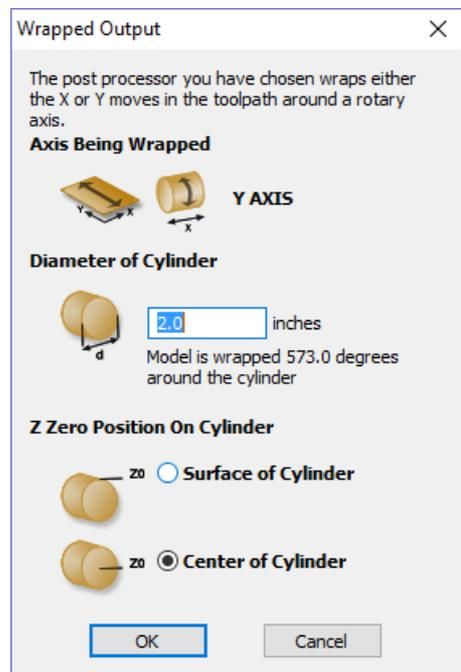 Wrapped Output
The post processor you have chosen wraps either
the X or Y moves in the toolpath around a rotary
axis.
Axis Being Wrapped
Y X
X
Y AXIS
Diameter of Cylinder
2.0 inches
d
Model is wrapped 573.0 degrees
around the cylinder
Z Zero Position On Cylinder
Z0 Surface of Cylinder
Z0 Center of Cylinder
OK Cancel